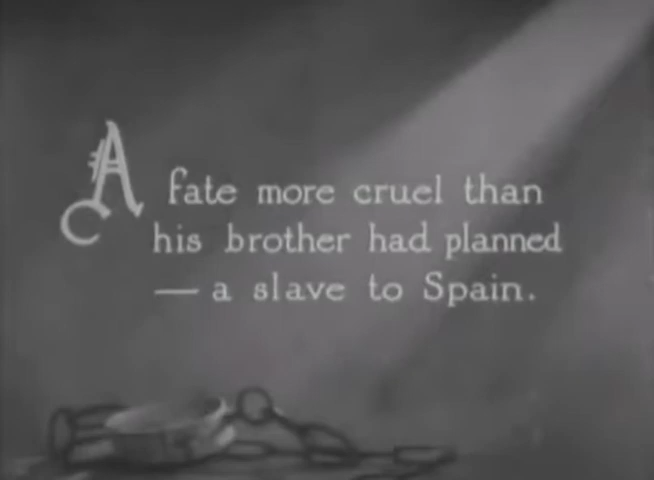 A fate more cruel than
his brother had planned
— a slave to Spain.